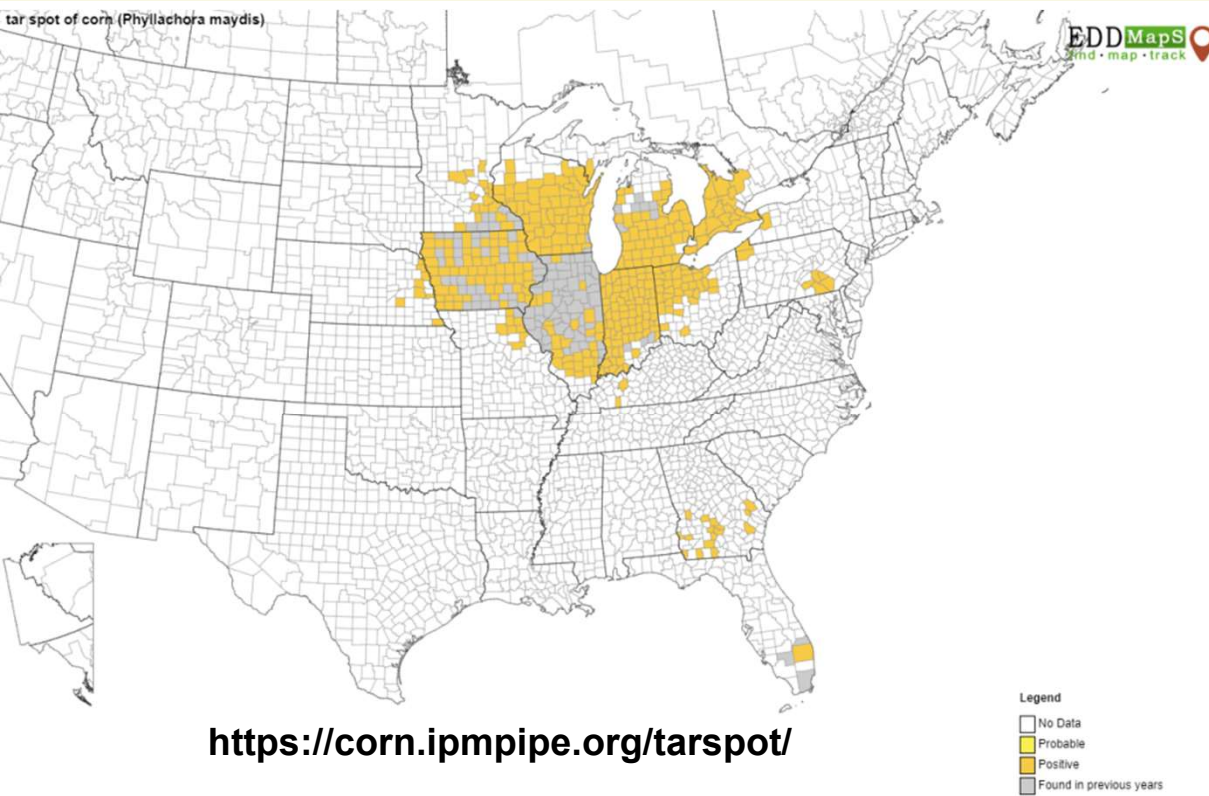 tar spot of corn (Phyllachora maydis)
EDDMapS
find · map · track
https://corn.ipmpipe.org/tarspot/
Legend
No Data
Probable
Positive
Found in previous years